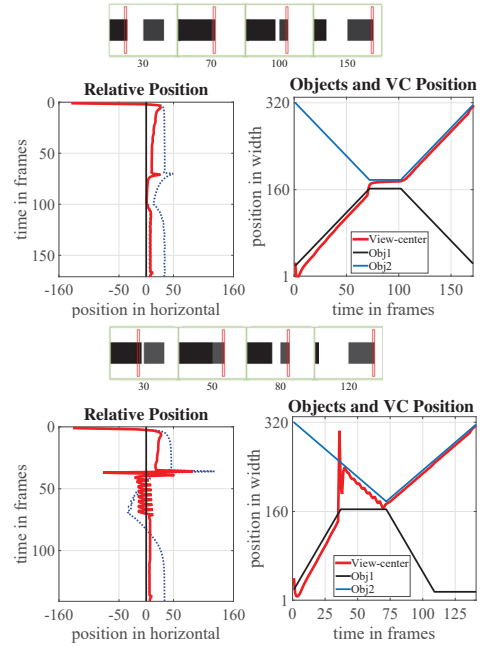 30 70 100 150
Relative Position
0
50
100
150
time in frames
-160 0 50 160
position in horizontal
Objects and VC Position
320
160
1
position in width
View-center
Obj1
Obj2
0 50 100 150
time in frames
30 50 80 120
Relative Position
0
50
100
time in frames
-160 0 50 160
position in horizontal
Objects and VC Position
320
160
1
position in width
View-center
Obj1
Obj2
0 25 50 75 100 125
time in frames